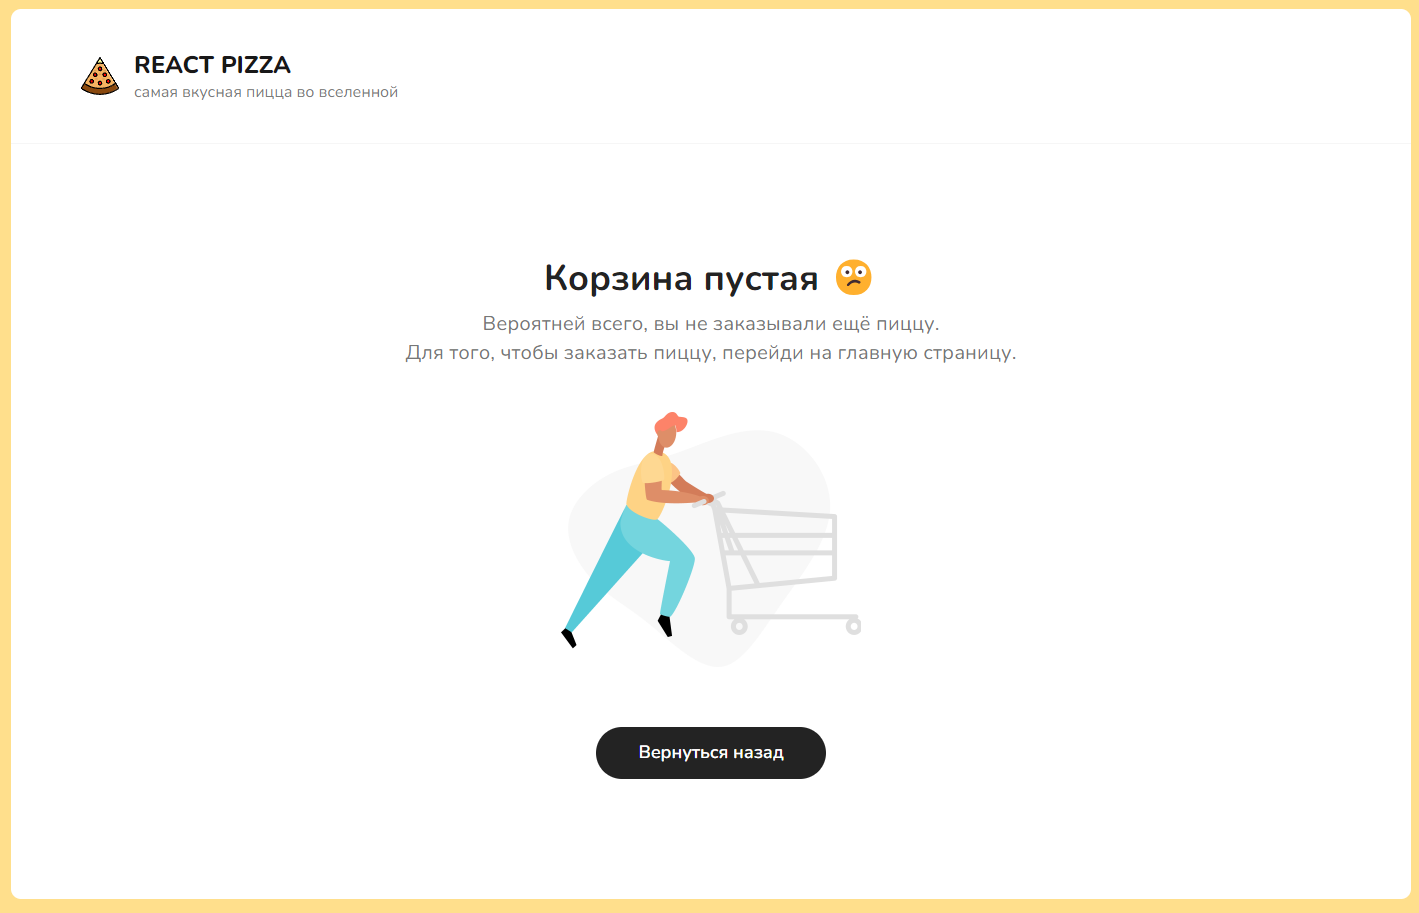 REACT PIZZA
самая вкусная пицца во вселенной
Корзина пустая
Вероятней всего, вы не заказывали ещё пиццу.
Для того, чтобы заказать пиццу, перейди на главную страницу.
Вернуться назад